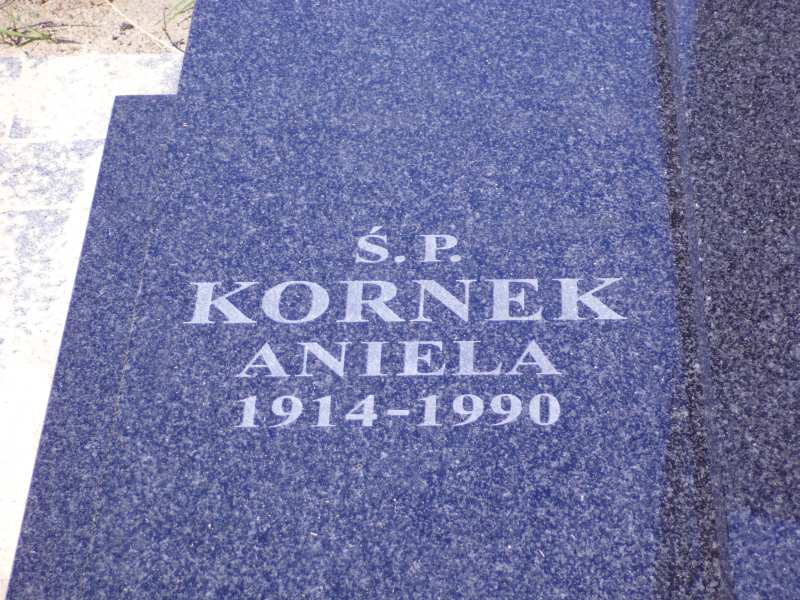 Ś. P.
KORNEK
ANIELA
1914-1990